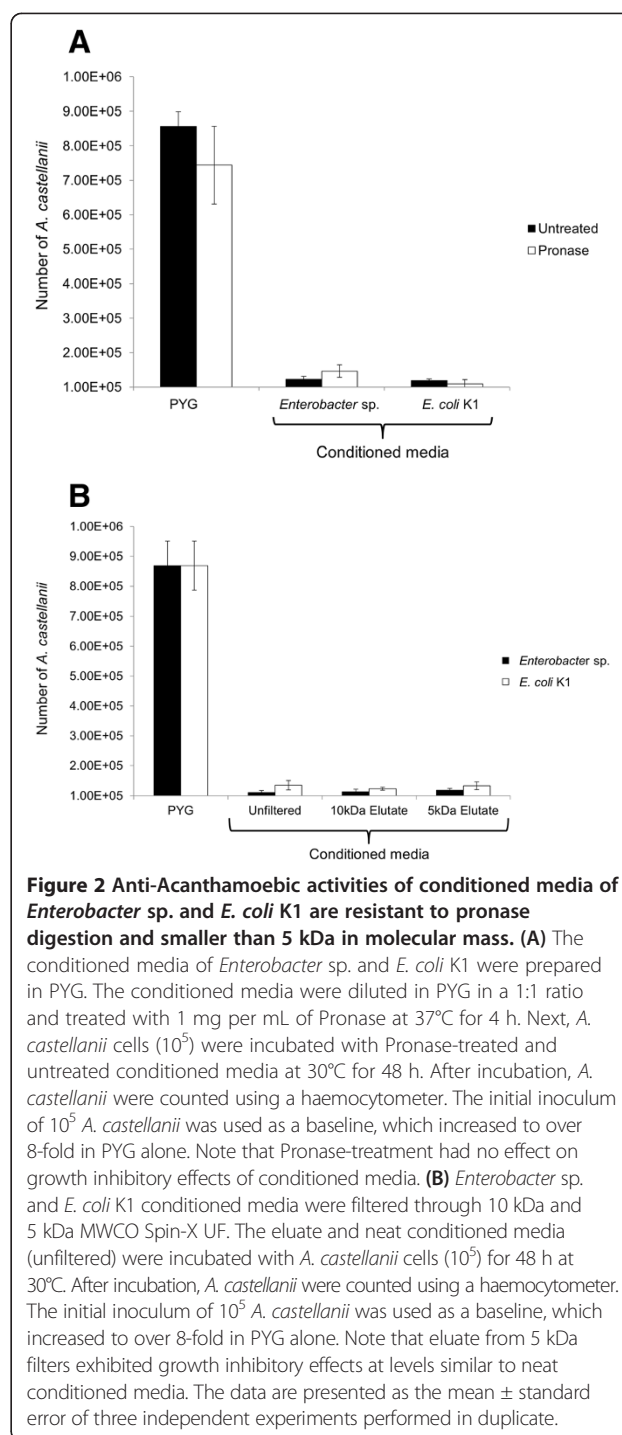 A
1.00E+06
9.00E+05
8.00E+05
7.00E+05
6.00E+05
5.00E+05
4.00E+05
3.00E+05
2.00E+05
1.00E+05
Number of A. castellanii
Untreated
Pronase
PYG
Enterobacter sp.
E. coli K1
Conditioned media
B
1.00E+06
9.00E+05
8.00E+05
7.00E+05
6.00E+05
5.00E+05
4.00E+05
3.00E+05
2.00E+05
1.00E+05
Number of A. castellanii
Enterobacter sp.
E. coli K1
PYG
Unfiltered
10kDa Elutate
5kDa Elutate
Conditioned media
Figure 2 Anti-Acanthamoebic activities of conditioned media of
Enterobacter sp. and E. coli K1 are resistant to pronase
digestion and smaller than 5 kDa in molecular mass. (A) The
conditioned media of Enterobacter sp. and E. coli K1 were prepared
in PYG. The conditioned media were diluted in PYG in a 1:1 ratio
and treated with 1 mg per mL of Pronase at 37°C for 4 h. Next, A.
castellanii cells (10⁵) were incubated with Pronase-treated and
untreated conditioned media at 30°C for 48 h. After incubation, A.
castellanii were counted using a haemocytometer. The initial inoculum
of 10⁵ A. castellanii was used as a baseline, which increased to over
8-fold in PYG alone. Note that Pronase-treatment had no effect on
growth inhibitory effects of conditioned media. (B) Enterobacter sp.
and E. coli K1 conditioned media were filtered through 10 kDa and
5 kDa MWCO Spin-X UF. The eluate and neat conditioned media
(unfiltered) were incubated with A. castellanii cells (10⁵) for 48 h at
30°C. After incubation, A. castellanii were counted using a haemocytometer.
The initial inoculum of 10⁵ A. castellanii was used as a baseline, which
increased to over 8-fold in PYG alone. Note that eluate from 5 kDa
filters exhibited growth inhibitory effects at levels similar to neat
conditioned media. The data are presented as the mean ± standard
error of three independent experiments performed in duplicate.